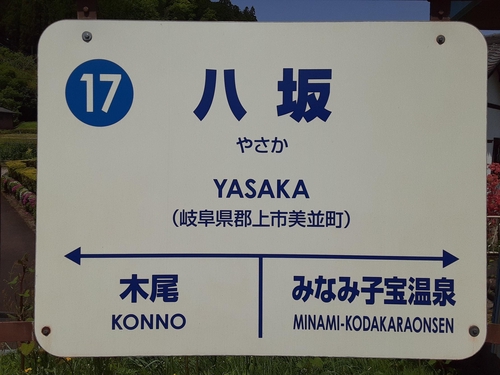 17
八坂
やさか
YASAKA
(岐阜県郡上市美並町)
木尾
KONNO
みなみ子宝温泉
MINAMI-KODAKARAONSEN